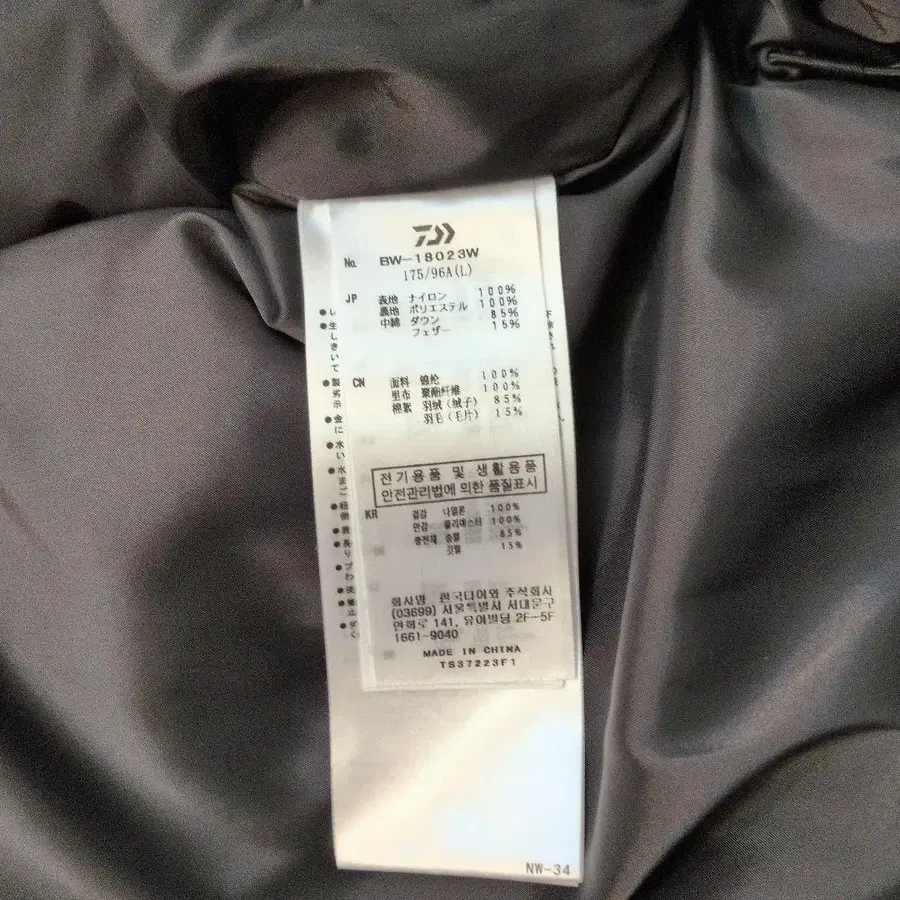 No. BW-18023W
175/96A(L)
JP 表地 ナイロン 100%
裏地 ポリエステル 100%
中綿 ダウン 85%
フェザー 15%
CN 面料 锦纶 100%
里布 聚酯纤维 100%
棉絮 羽绒(绒子) 85%
羽毛(毛片) 15%
전기용품 및 생활용품
안전관리법에 의한 품질표시
KR 겉감 나일론 100%
안감 폴리에스터 100%
충전재 솜털 85%
깃털 15%
회사명 한국다이와 주식회사
(03699) 서울특별시 서대문구
연희로 141, 유어빌딩 2F-5F
1661-9040
MADE IN CHINA
TS37223F1
NW-34